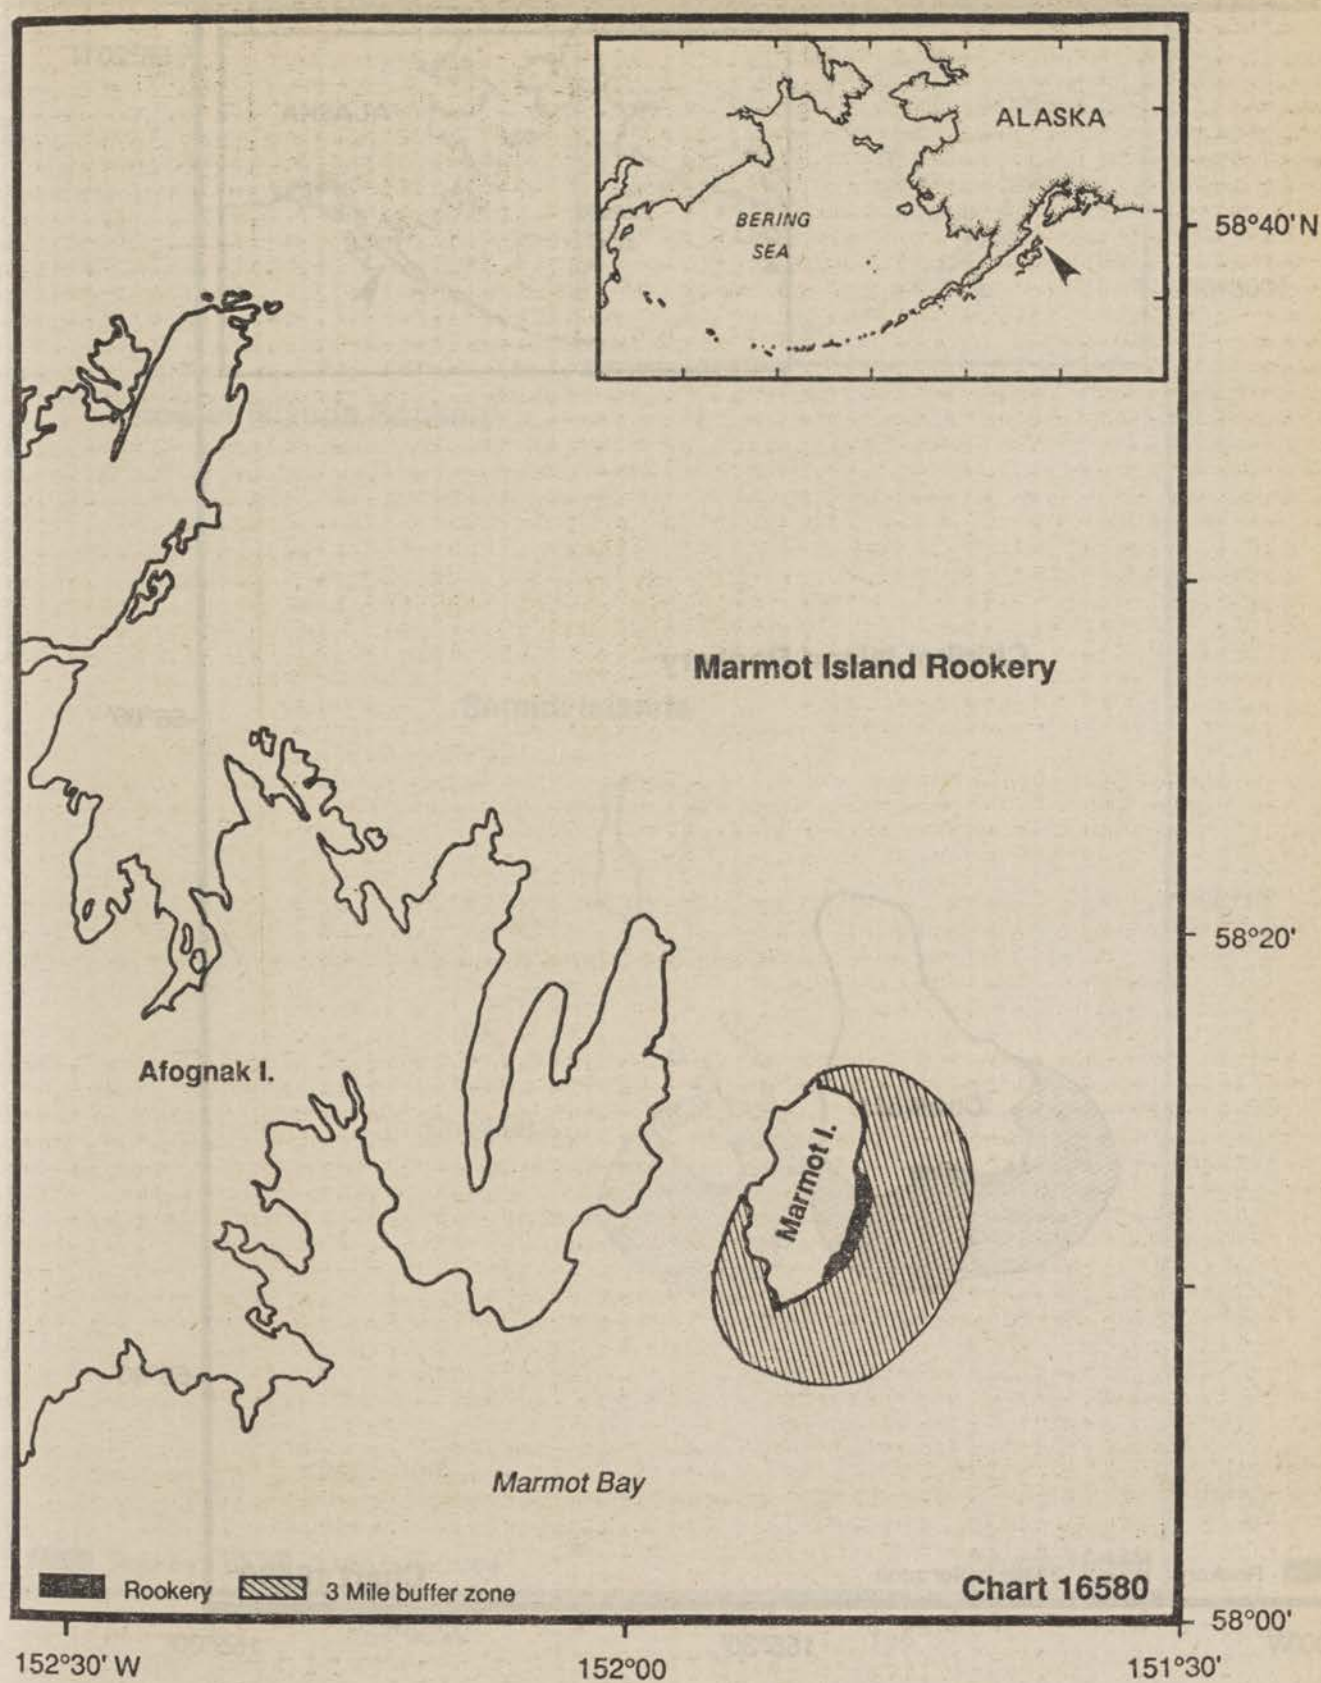 ALASKA
BERING
SEA
58°40'N
Marmot Island Rookery
58°20'
Afognak I.
Marmot I.
Marmot Bay
Rookery
3 Mile buffer zone
Chart 16580
58°00'
152°30' W
152°00
151°30'